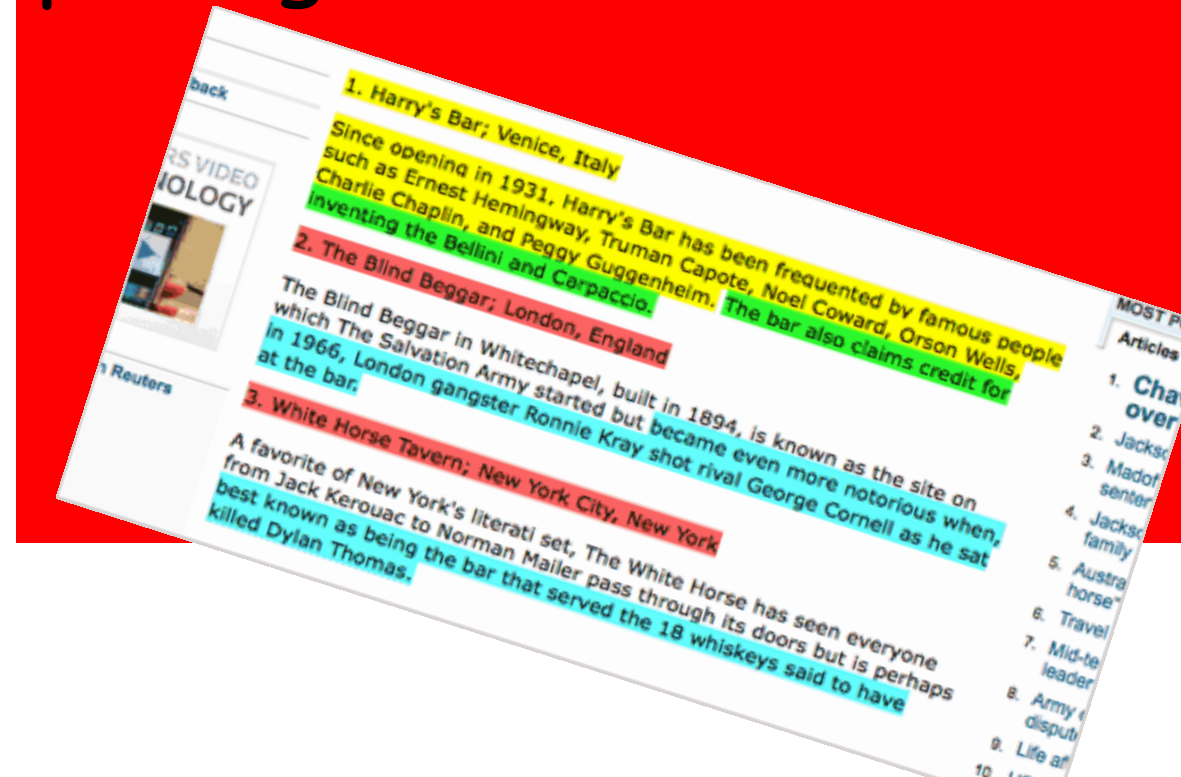 back
RS VIDEO
NOLOGY
n Reuters
1. Harry's Bar; Venice, Italy
Since opening in 1931, Harry's Bar has been frequented by famous people
such as Ernest Hemingway, Truman Capote, Noel Coward, Orson Wells,
Charlie Chaplin, and Peggy Guggenheim. The bar also claims credit for
inventing the Bellini and Carpaccio.
2. The Blind Beggar; London, England
The Blind Beggar in Whitechapel, built in 1894, is known as the site on
which The Salvation Army started but became even more notorious when,
in 1966, London gangster Ronnie Kray shot rival George Cornell as he sat
at the bar.
3. White Horse Tavern; New York City, New York
A favorite of New York's literati set, The White Horse has seen everyone
from Jack Kerouac to Norman Mailer pass through its doors but is perhaps
best known as being the bar that served the 18 whiskeys said to have
killed Dylan Thomas.
MOST P
Articles
1. Cha
over
2. Jackso
3. Madof
senten
4. Jackso
family
5. Austra
horse"
6. Travel
7. Mid-te
leader
8. Army
disput
9. Life af
10.